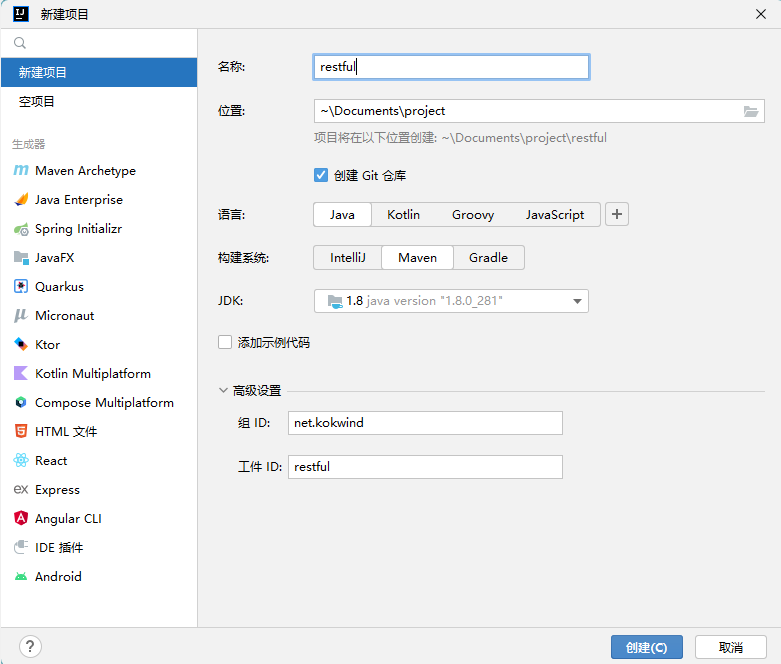 新建项目
新建项目
空项目
生成器
Maven Archetype
Java Enterprise
Spring Initializr
JavaFX
Quarkus
Micronaut
Ktor
Kotlin Multiplatform
Compose Multiplatform
HTML 文件
React
ex Express
Angular CLI
IDE 插件
Android
名称: restful
位置: ~\Documents\project
项目将在以下位置创建: ~\Documents\project\restful
创建 Git 仓库
语言: Java Kotlin Groovy JavaScript +
构建系统: IntelliJ Maven Gradle
JDK: 1.8 java version "1.8.0_281"
添加示例代码
高级设置
组 ID: net.kokwind
工件 ID: restful
? 创建(C) 取消